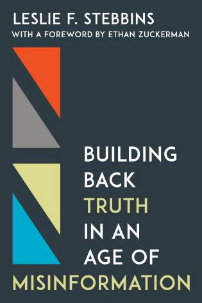 LESLIE F. STEBBINS
WITH A FOREWORD BY ETHAN ZUCKERMAN
BUILDING
BACK
TRUTH
IN AN
AGE OF
MISINFORMATION